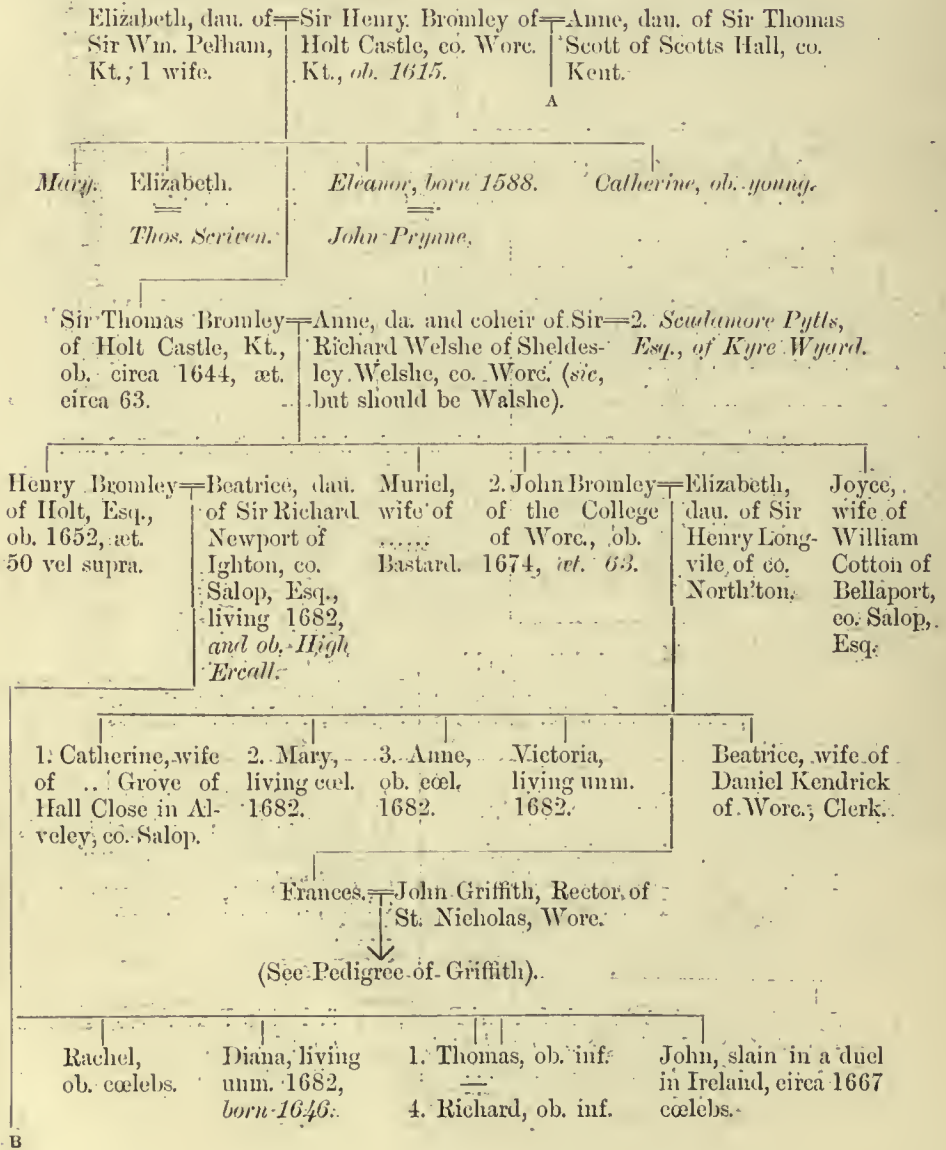 Elizabeth, dau. of Sir Henry Bromley of Anne, dau. of Sir Thomas
Sir Wm. Pelham, Holt Castle, co. Worc. Scott of Scotts Hall, co.
Kt., 1 wife. Kt., ob. 1615. Kent.
A
Mary. Elizabeth. Eleanor, born 1588. Catherine, ob. young.
Thos. Scriven. John Prynne.
Sir Thomas Bromley Anne, da. and coheir of Sir 2. Scudamore Pytts,
of Holt Castle, Kt., Richard Welshe of Sheldes- Esq., of Kyre Wyard.
ob. circa 1644, æt. ley Welshe, co. Worc. (sic,
circa 63. but should be Walshe).
Henry Bromley Beatrice, dau. Muriel, 2. John Bromley Elizabeth, Joyce,
of Holt, Esq., of Sir Richard wife of of the College dau. of Sir wife of
ob. 1652, æt. Newport of ...... of Worc., ob. Henry Long- William
50 vel supra. Ighton, co. Bastard. 1674, æt. 63. vile, of co. Cotton of
Salop, Esq., North'ton. Bellaport,
living 1682, co. Salop,
and ob. High Esq.
Ercall.
1. Catherine, wife 2. Mary, 3. Anne, Victoria, Beatrice, wife of
of .. Grove of living cœl. ob. cœl. living unm. Daniel Kendrick
Hall Close in Al- 1682. 1682. 1682. of Worc., Clerk.
veley, co. Salop.
Frances. John Griffith, Rector of
St. Nicholas, Worc.
(See Pedigree of Griffith).
Rachel, Diana, living 1. Thomas, ob. inf. John, slain in a duel
ob. cœlebs. unm. 1682, in Ireland, circa 1667
born 1646. 4. Richard, ob. inf. cœlebs.
B